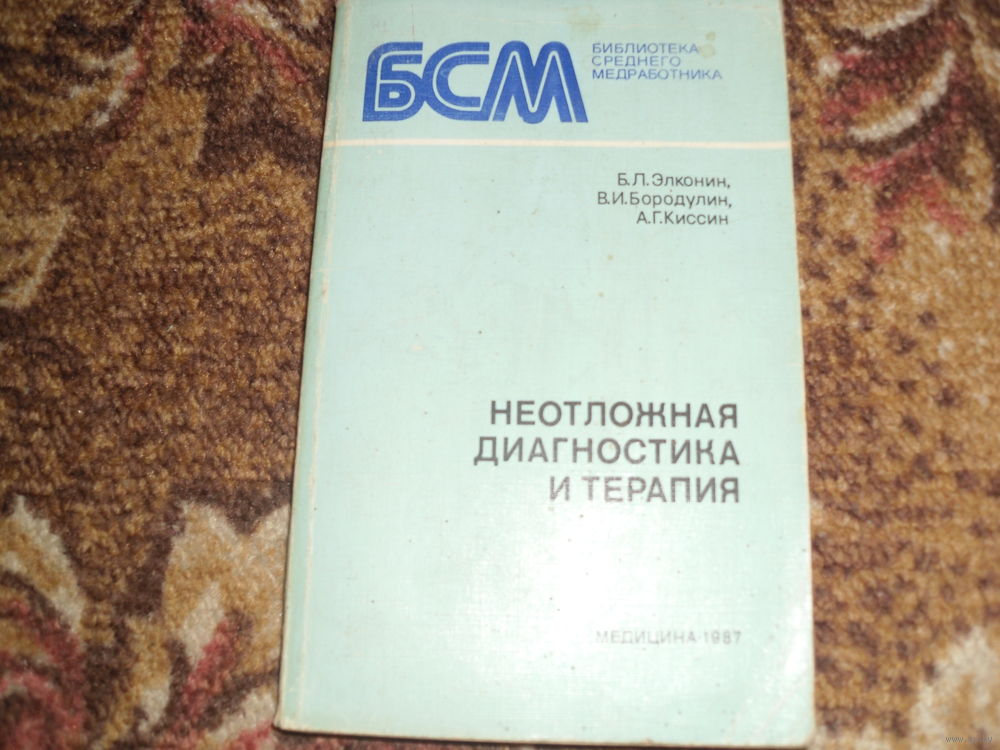 БСМ
БИБЛИОТЕКА
СРЕДНЕГО
МЕДРАБОТНИКА
Б.Л.Элконин,
В.И.Бородулин,
А.Г.Киссин
НЕОТЛОЖНАЯ
ДИАГНОСТИКА
И ТЕРАПИЯ
МЕДИЦИНА·1987